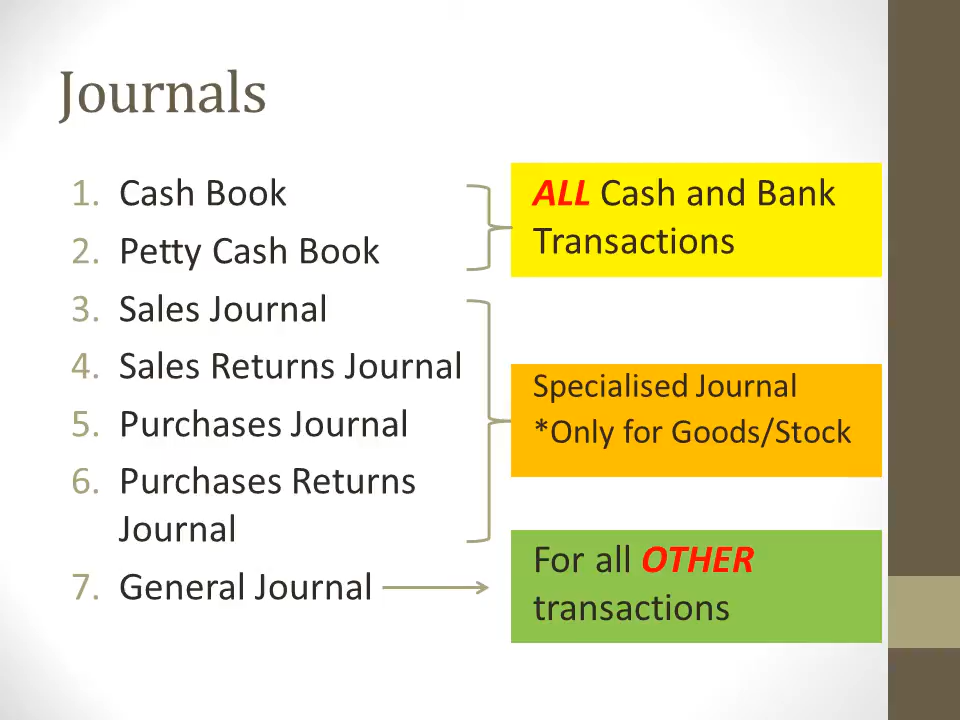 Journals
1. Cash Book
2. Petty Cash Book
3. Sales Journal
4. Sales Returns Journal
5. Purchases Journal
6. Purchases Returns
Journal
7. General Journal
ALL Cash and Bank
Transactions
Specialised Journal
*Only for Goods/Stock
For all OTHER
transactions